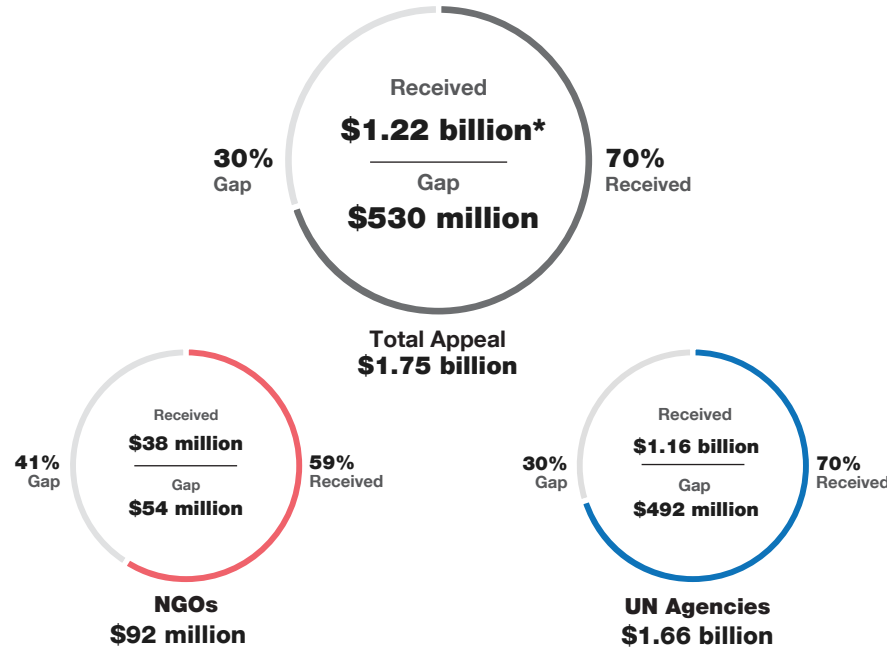 Received
$1.22 billion*
Gap
$530 million
30%
Gap
70%
Received
Total Appeal
$1.75 billion
Received
$38 million
Gap
$54 million
41%
Gap
59%
Received
NGOs
$92 million
Received
$1.16 billion
Gap
$492 million
30%
Gap
70%
Received
UN Agencies
$1.66 billion